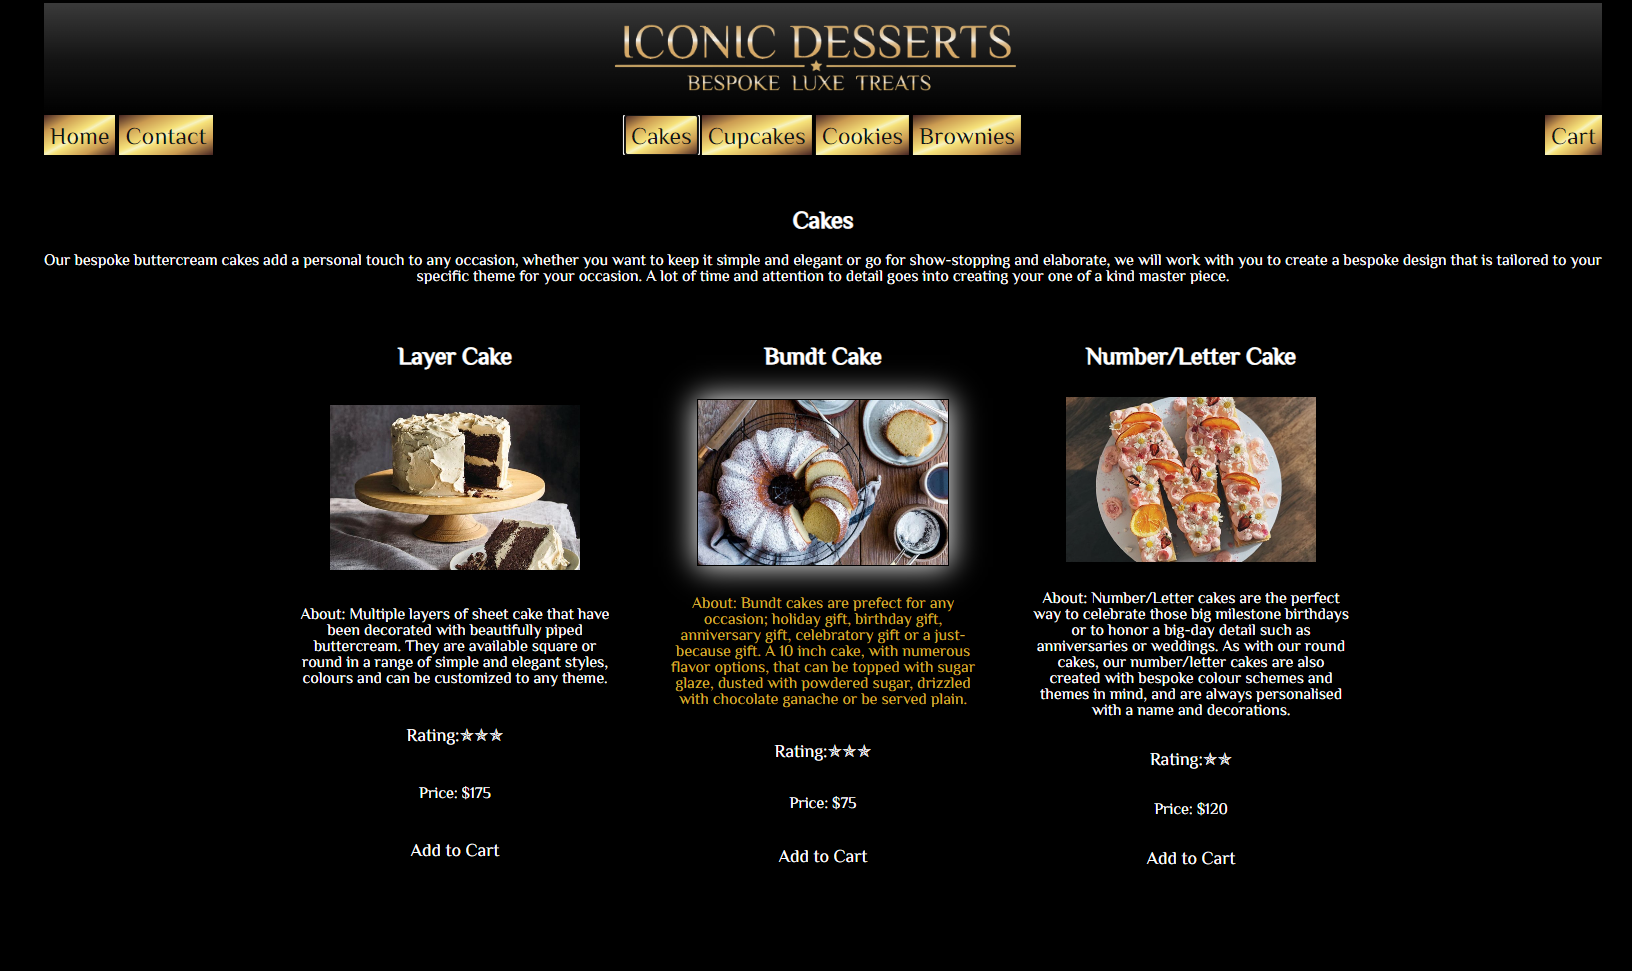 ICONIC DESSERTS
BESPOKE LUXE TREATS
Home Contact Cakes Cupcakes Cookies Brownies Cart
Cakes
Our bespoke buttercream cakes add a personal touch to any occasion, whether you want to keep it simple and elegant or go for show-stopping and elaborate, we will work with you to create a bespoke design that is tailored to your
specific theme for your occasion. A lot of time and attention to detail goes into creating your one of a kind master piece.
Layer Cake
About: Multiple layers of sheet cake that have
been decorated with beautifully piped
buttercream. They are available square or
round in a range of simple and elegant styles,
colours and can be customized to any theme.
Rating:✯✯✯
Price: $175
Add to Cart
Bundt Cake
About: Bundt cakes are prefect for any
occasion; holiday gift, birthday gift,
anniversary gift, celebratory gift or a just-
because gift. A 10 inch cake, with numerous
flavor options, that can be topped with sugar
glaze, dusted with powdered sugar, drizzled
with chocolate ganache or be served plain.
Rating:✯✯✯
Price: $75
Add to Cart
Number/Letter Cake
About: Number/Letter cakes are the perfect
way to celebrate those big milestone birthdays
or to honor a big-day detail such as
anniversaries or weddings. As with our round
cakes, our number/letter cakes are also
created with bespoke colour schemes and
themes in mind, and are always personalised
with a name and decorations.
Rating:✯✯
Price: $120
Add to Cart